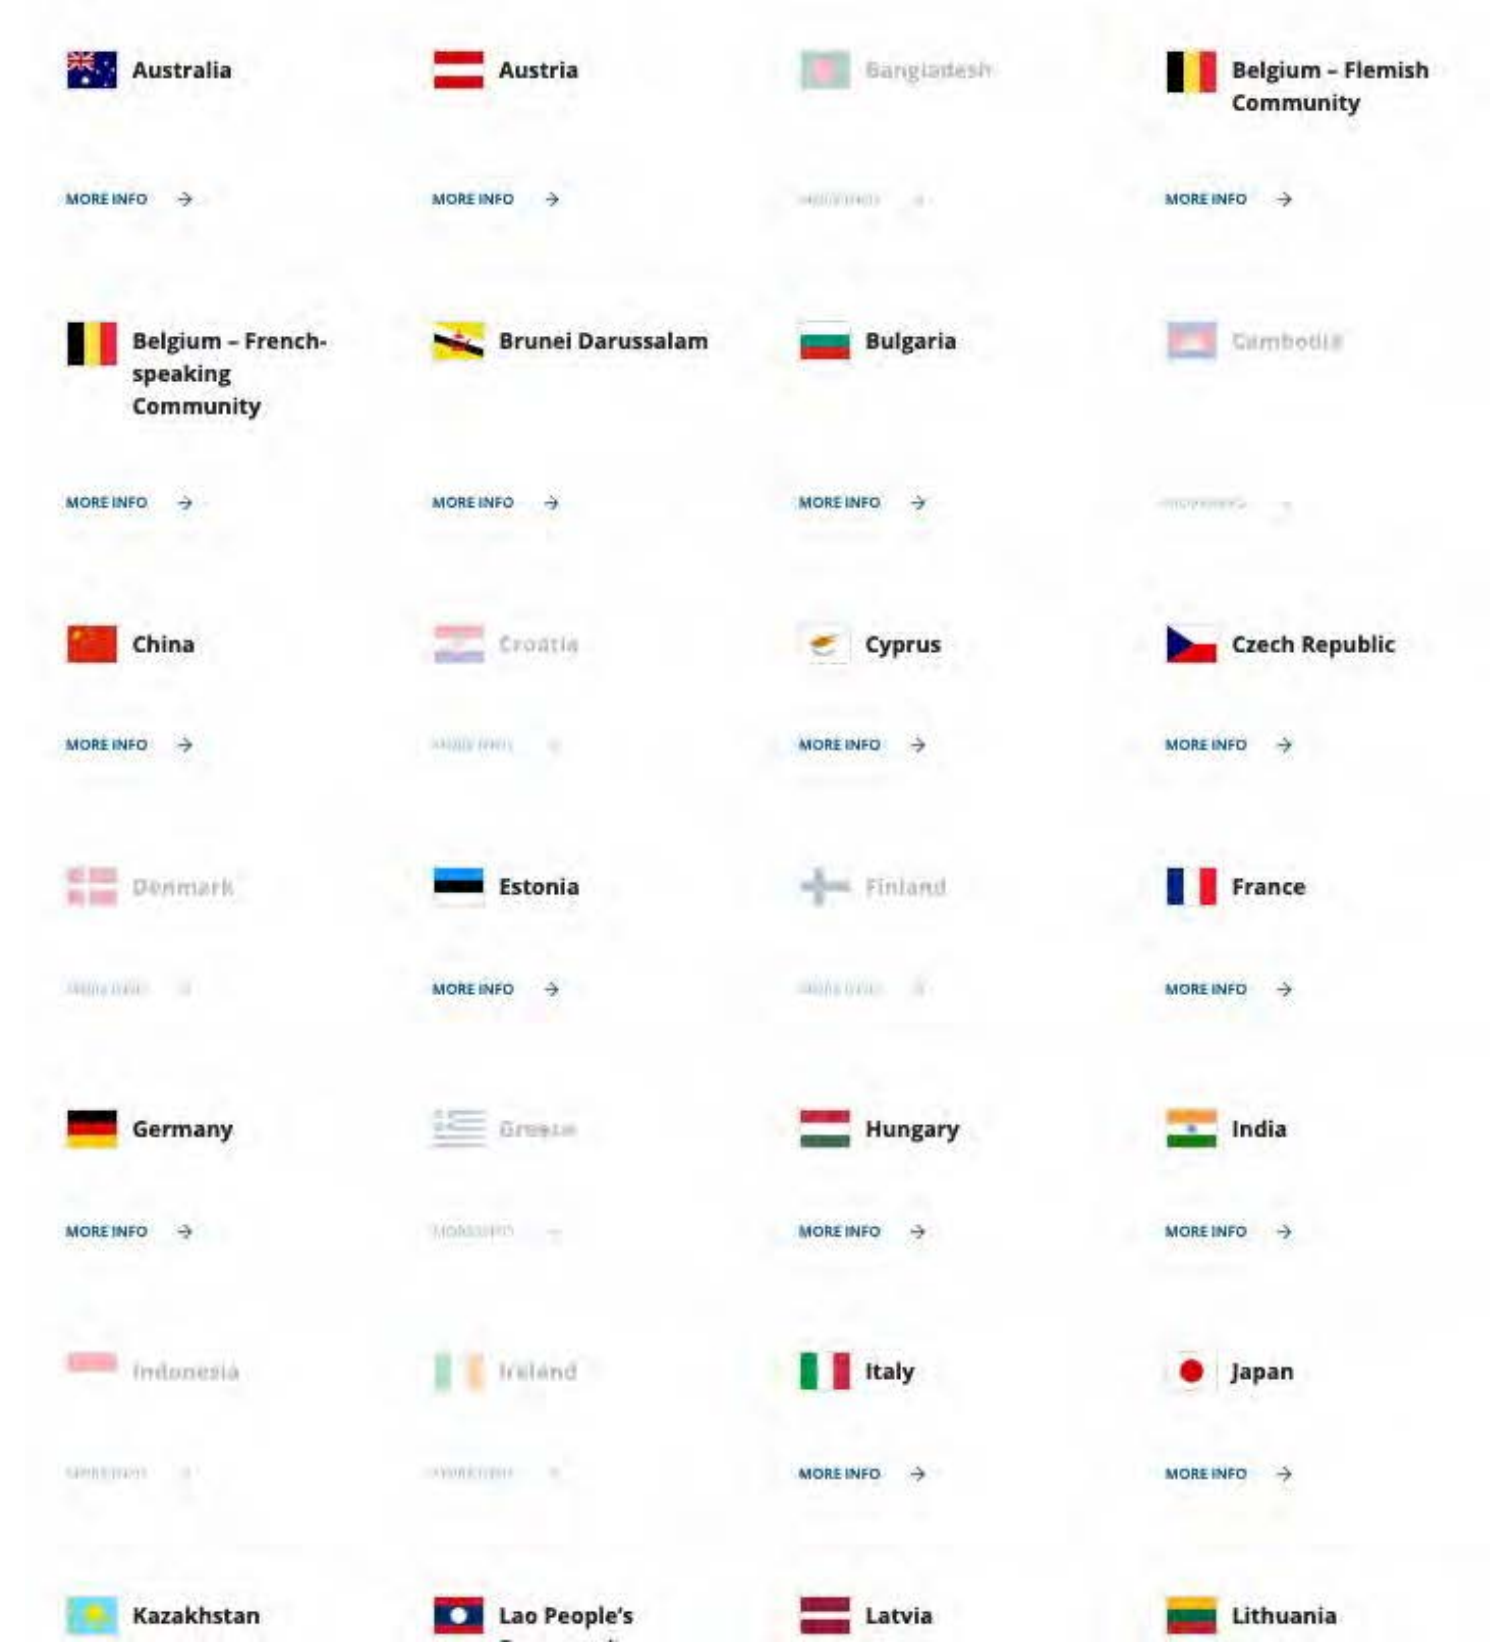 Australia
Austria
Bangladesh
Belgium – Flemish
Community
MORE INFO →
MORE INFO →
MORE INFO →
Belgium – French-
speaking
Community
Brunei Darussalam
Bulgaria
Cambodia
MORE INFO →
MORE INFO →
MORE INFO →
China
Croatia
Cyprus
Czech Republic
MORE INFO →
MORE INFO →
MORE INFO →
Denmark
Estonia
Finland
France
MORE INFO →
MORE INFO →
Germany
Greece
Hungary
India
MORE INFO →
MORE INFO →
MORE INFO →
Indonesia
Ireland
Italy
Japan
MORE INFO →
MORE INFO →
Kazakhstan
Lao People's
Latvia
Lithuania